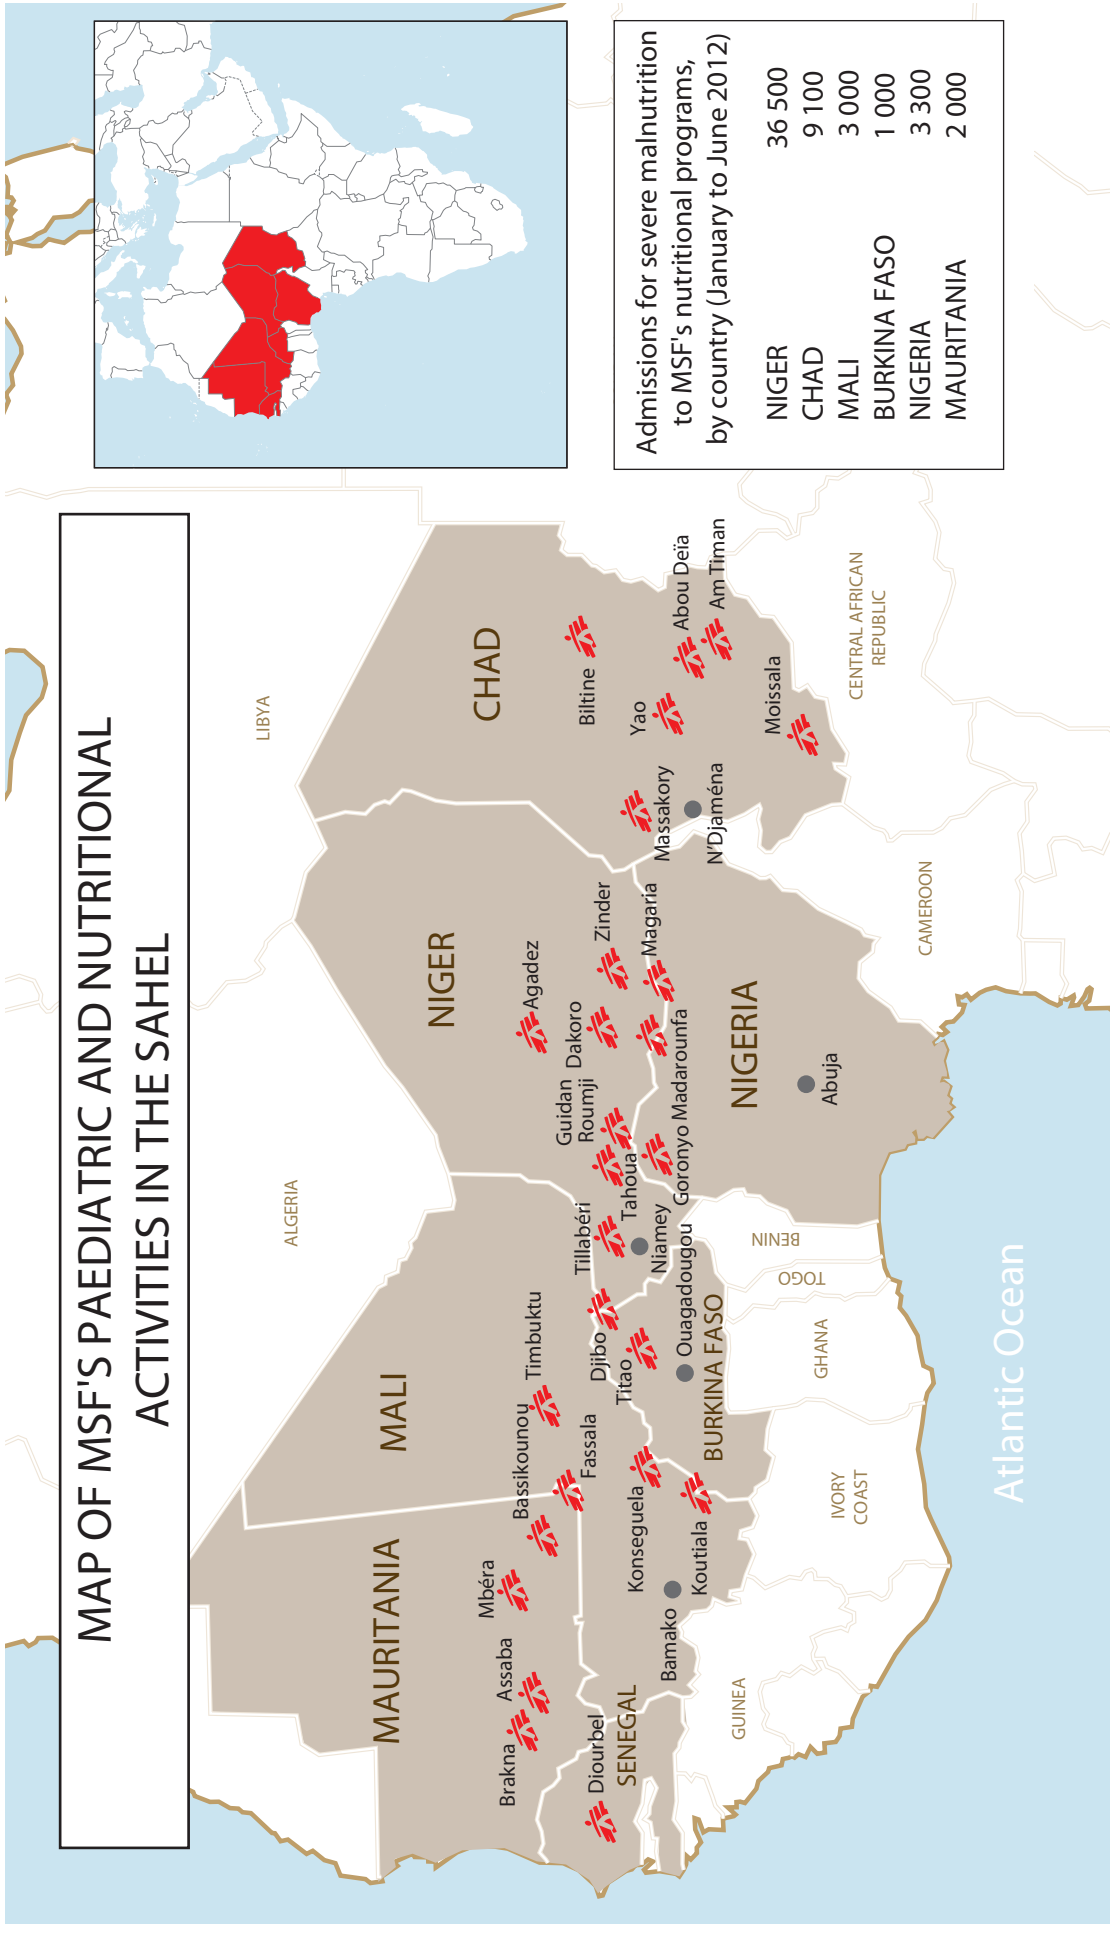 MAP OF MSF'S PAEDIATRIC AND NUTRITIONAL
ACTIVITIES IN THE SAHEL
Admissions for severe malnutrition
to MSF's nutritional programs,
by country (January to June 2012)
NIGER 36 500
CHAD 9 100
MALI 3 000
BURKINA FASO 1 000
NIGERIA 3 300
MAURITANIA 2 000
LIBYA
ALGERIA
MAURITANIA
MALI
NIGER
CHAD
Brakna
Assaba
Mbéra
Bassikounou
Fassala
Timbuktu
Agadez
Biltine
Diourbel
SENEGAL
Djibo
Titao
Tillabéri
Niamey
Tahoua
Guidan
Roumji
Dakoro
Zinder
Magaria
Madarounfa
Goronyo
Massakory
N'Djaména
Yao
Abou Deïa
Am Timan
Moissala
Konseguela
Koutiala
Bamako
Ouagadougou
BURKINA FASO
NIGERIA
Abuja
GUINEA
IVORY
COAST
GHANA
TOGO
BENIN
CAMEROON
CENTRAL AFRICAN
REPUBLIC
Atlantic Ocean